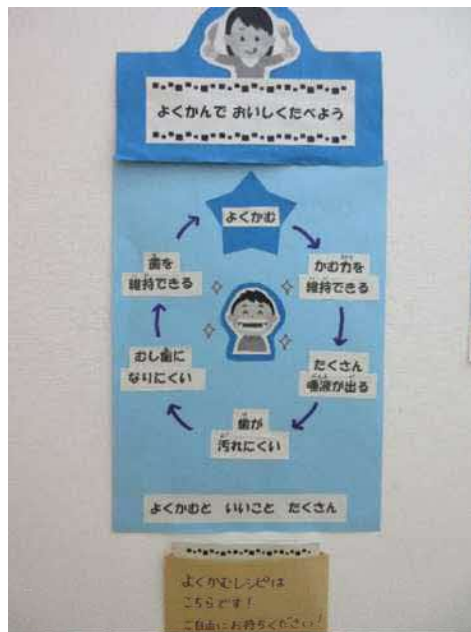 よくかんで おいしくたべよう
よくかむ
かむ力を
維持できる
たくさん
唾液が出る
歯が
汚れにくい
むし歯に
なりにくい
歯を
維持できる
よくかむと いいこと たくさん
よくかむレシピは
こちらです!
ご自由にお持ちください!